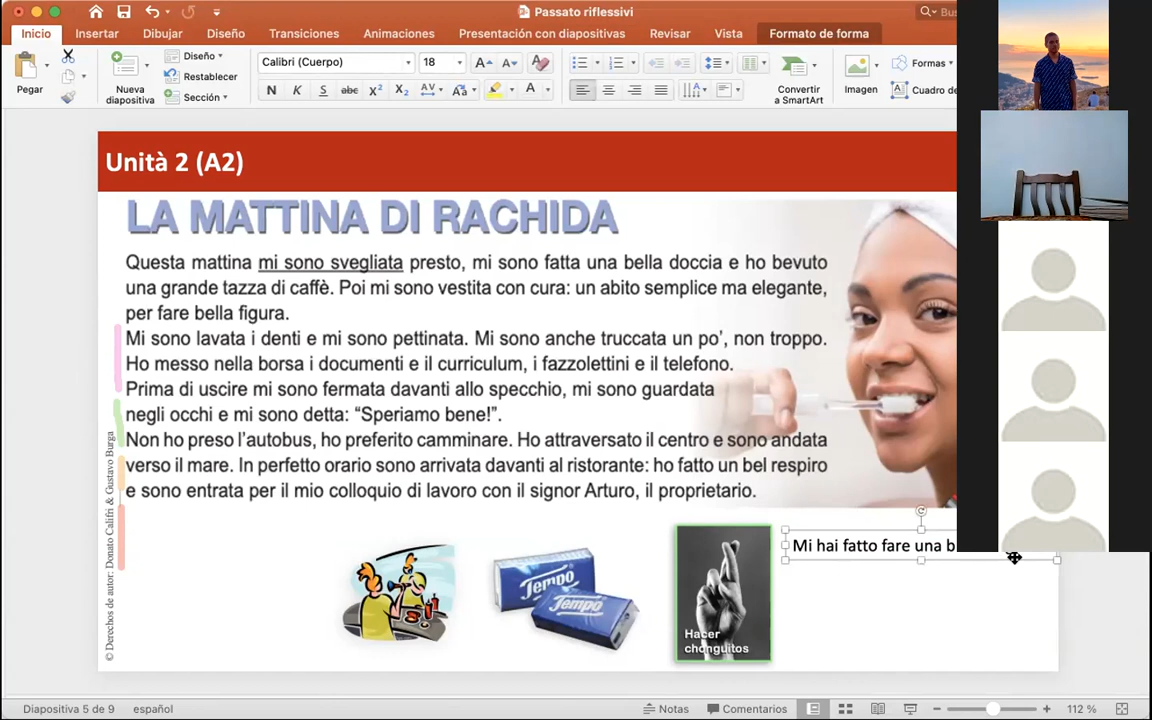 Passato riflessivi
Inicio
Insertar
Dibujar
Diseño
Transiciones
Animaciones
Presentación con diapositivas
Revisar
Vista
Formato de forma
Pegar
Nueva
diapositiva
Diseño
Restablecer
Sección
Calibri (Cuerpo)
18
N K S abc X² X₂ AV Aa A
Convertir
a SmartArt
Imagen
Formas
Cuadro de
Unità 2 (A2)
LA MATTINA DI RACHIDA
Questa mattina mi sono svegliata presto, mi sono fatta una bella doccia e ho bevuto
una grande tazza di caffè. Poi mi sono vestita con cura: un abito semplice ma elegante,
per fare bella figura.
Mi sono lavata i denti e mi sono pettinata. Mi sono anche truccata un po’, non troppo.
Ho messo nella borsa i documenti e il curriculum, i fazzolettini e il telefono.
Prima di uscire mi sono fermata davanti allo specchio, mi sono guardata
negli occhi e mi sono detta: “Speriamo bene!”.
Non ho preso l’autobus, ho preferito camminare. Ho attraversato il centro e sono andata
verso il mare. In perfetto orario sono arrivata davanti al ristorante: ho fatto un bel respiro
e sono entrata per il mio colloquio di lavoro con il signor Arturo, il proprietario.
© Derechos de autor: Donato Califri & Gustavo Burga
Tempo
Tempo
Hacer
chonguitos
Mi hai fatto fare una b
Diapositiva 5 de 9
español
Notas
Comentarios
112 %